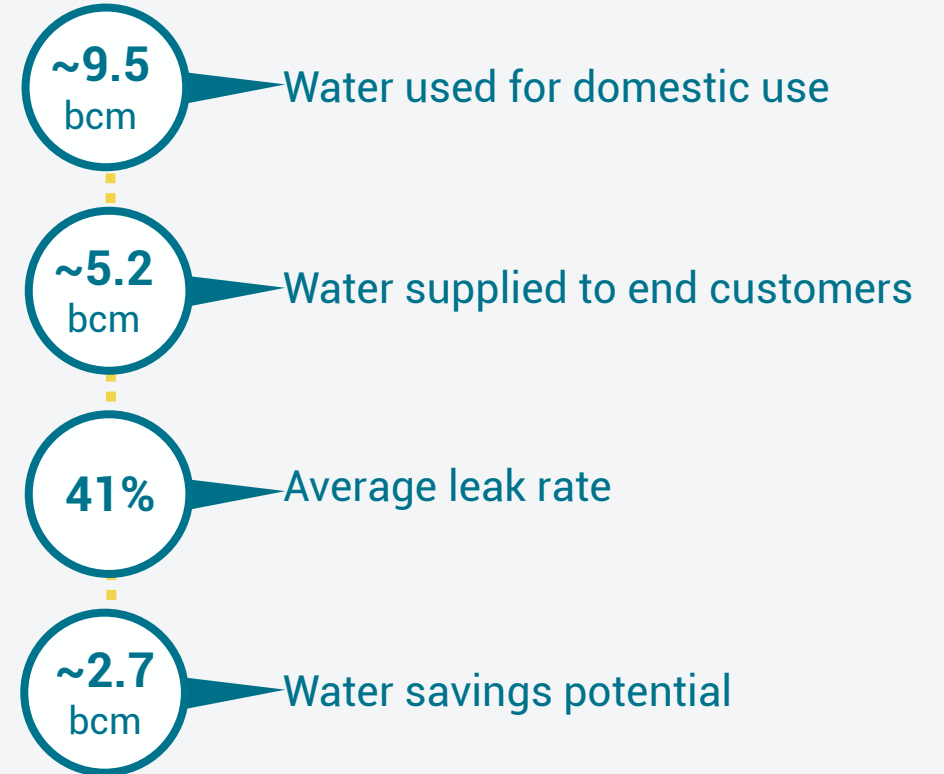 ~9.5
bcm
Water used for domestic use
~5.2
bcm
Water supplied to end customers
41%
Average leak rate
~2.7
bcm
Water savings potential